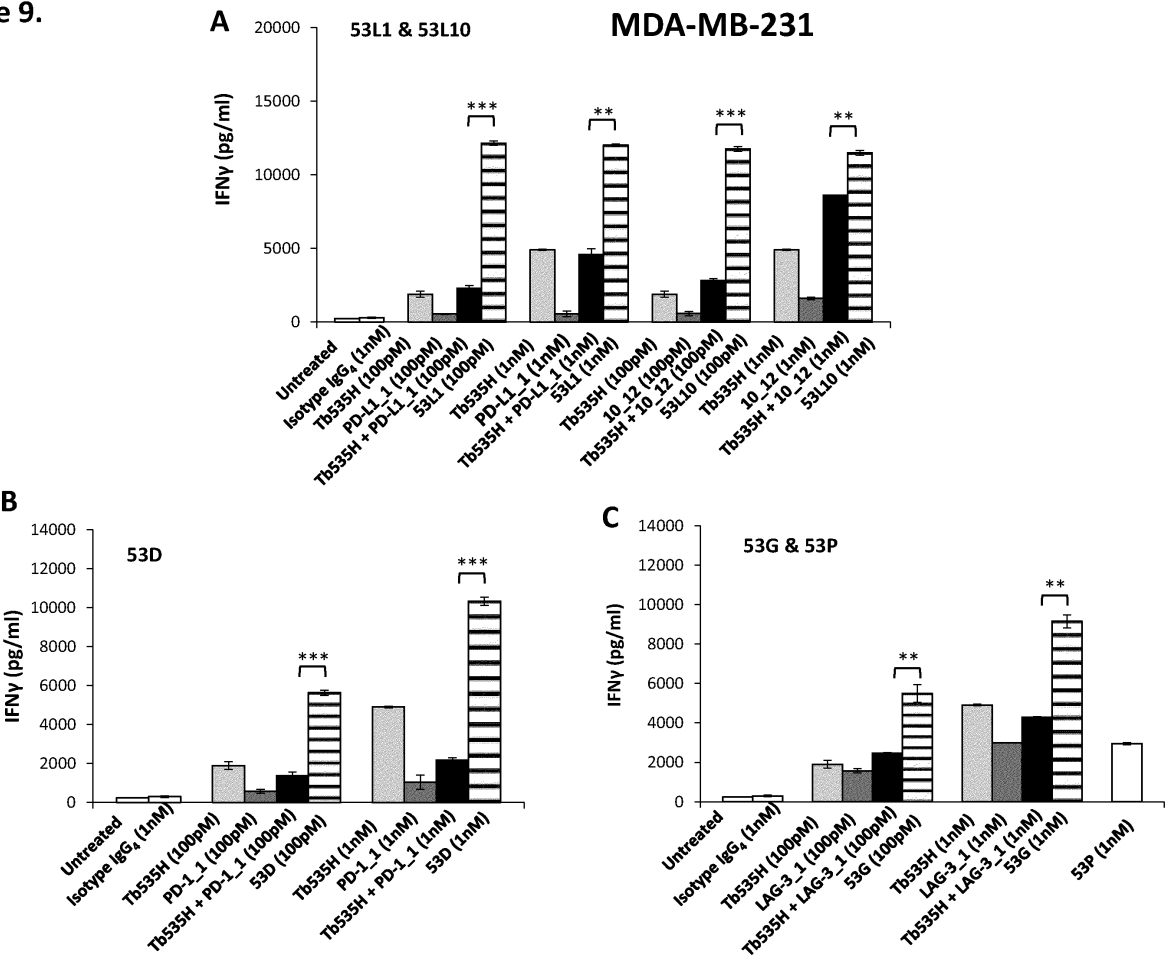 e 9.
A
MDA-MB-231
53L1 & 53L10
20000
15000
10000
5000
0
IFNγ (pg/ml)
***
**
***
**
Untreated
Isotype IgG4 (1nM)
Tb535H (100pM)
PD-L1_1 (100pM)
Tb535H + PD-L1_1 (100pM)
53L1 (100pM)
Tb535H (1nM)
PD-L1_1 (1nM)
Tb535H + PD-L1_1 (1nM)
53L1 (1nM)
Tb535H (100pM)
10_12 (100pM)
Tb535H + 10_12 (100pM)
53L10 (100pM)
Tb535H (1nM)
10_12 (1nM)
Tb535H + 10_12 (1nM)
53L10 (1nM)
B
53D
14000
12000
10000
8000
6000
4000
2000
0
IFNγ (pg/ml)
***
***
Untreated
Isotype IgG4 (1nM)
Tb535H (100pM)
PD-1_1 (100pM)
Tb535H + PD-1_1 (100pM)
53D (100pM)
Tb535H (1nM)
PD-1_1 (1nM)
Tb535H + PD-1_1 (1nM)
53D (1nM)
C
53G & 53P
14000
12000
10000
8000
6000
4000
2000
0
IFNγ (pg/ml)
**
**
Untreated
Isotype IgG4 (1nM)
Tb535H (100pM)
LAG-3_1 (100pM)
Tb535H + LAG-3_1 (100pM)
53G (100pM)
Tb535H (1nM)
LAG-3_1 (1nM)
Tb535H + LAG-3_1 (1nM)
53G (1nM)
53P (1nM)